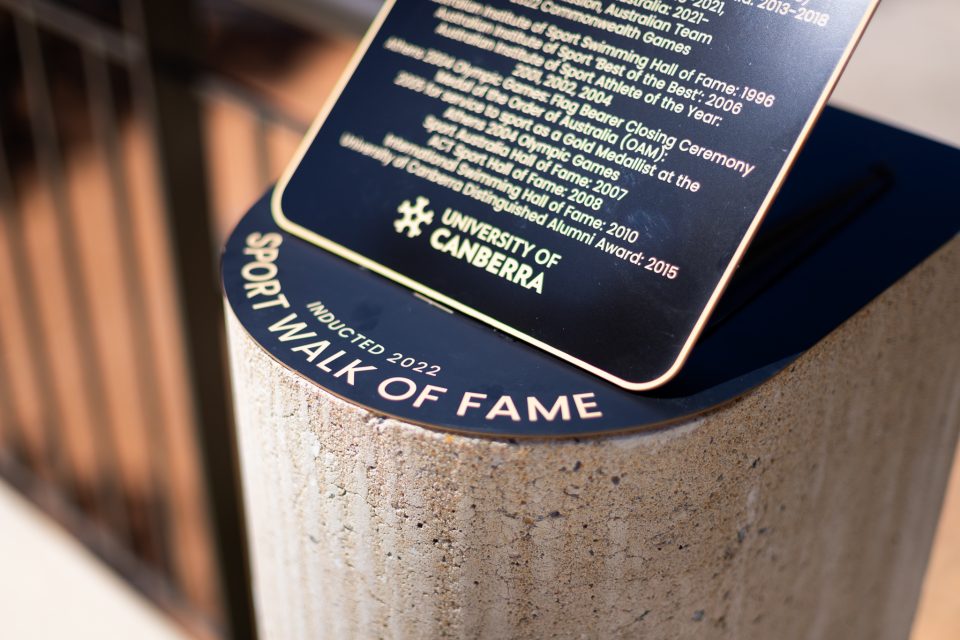 2013-2018
2021,
2021–
Australian Team
2022 Commonwealth Games
Australian Institute of Sport Swimming Hall of Fame: 1996
Australian Institute of Sport 'Best of the Best': 2006
Australian Institute of Sport Athlete of the Year:
2001, 2002, 2004
Athens 2004 Olympic Games: Flag Bearer Closing Ceremony
Medal of the Order of Australia (OAM):
2005 for service to sport as a Gold Medallist at the
Athens 2004 Olympic Games
Sport Australia Hall of Fame: 2007
ACT Sport Hall of Fame: 2008
International Swimming Hall of Fame: 2010
University of Canberra Distinguished Alumni Award: 2015
UNIVERSITY OF
CANBERRA
INDUCTED 2022
SPORT WALK OF FAME